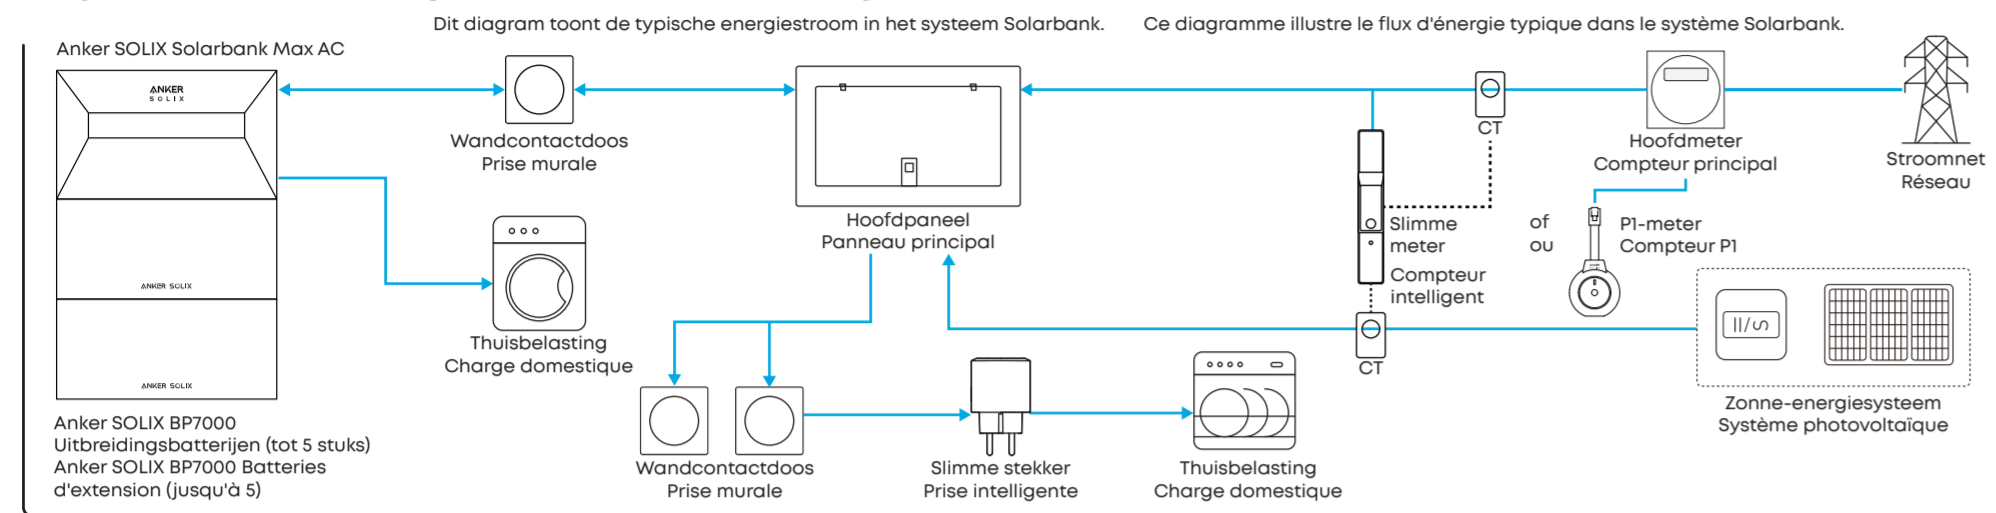 Dit diagram toont de typische energiestroom in het systeem Solarbank.
Ce diagramme illustre le flux d'énergie typique dans le système Solarbank.
Anker SOLIX Solarbank Max AC
ANKER
SOLIX
ANKER SOLIX
ANKER SOLIX
Anker SOLIX BP7000
Uitbreidingsbatterijen (tot 5 stuks)
Anker SOLIX BP7000 Batteries
d'extension (jusqu'à 5)
Wandcontactdoos
Prise murale
Thuisbelasting
Charge domestique
Hoofdpaneel
Panneau principal
Wandcontactdoos
Prise murale
Slimme stekker
Prise intelligente
Thuisbelasting
Charge domestique
CT
Slimme
meter
Compteur
intelligent
CT
of
ou
Hoofdmeter
Compteur principal
P1-meter
Compteur P1
Stroomnet
Réseau
Zonne-energiesysteem
Système photovoltaïque